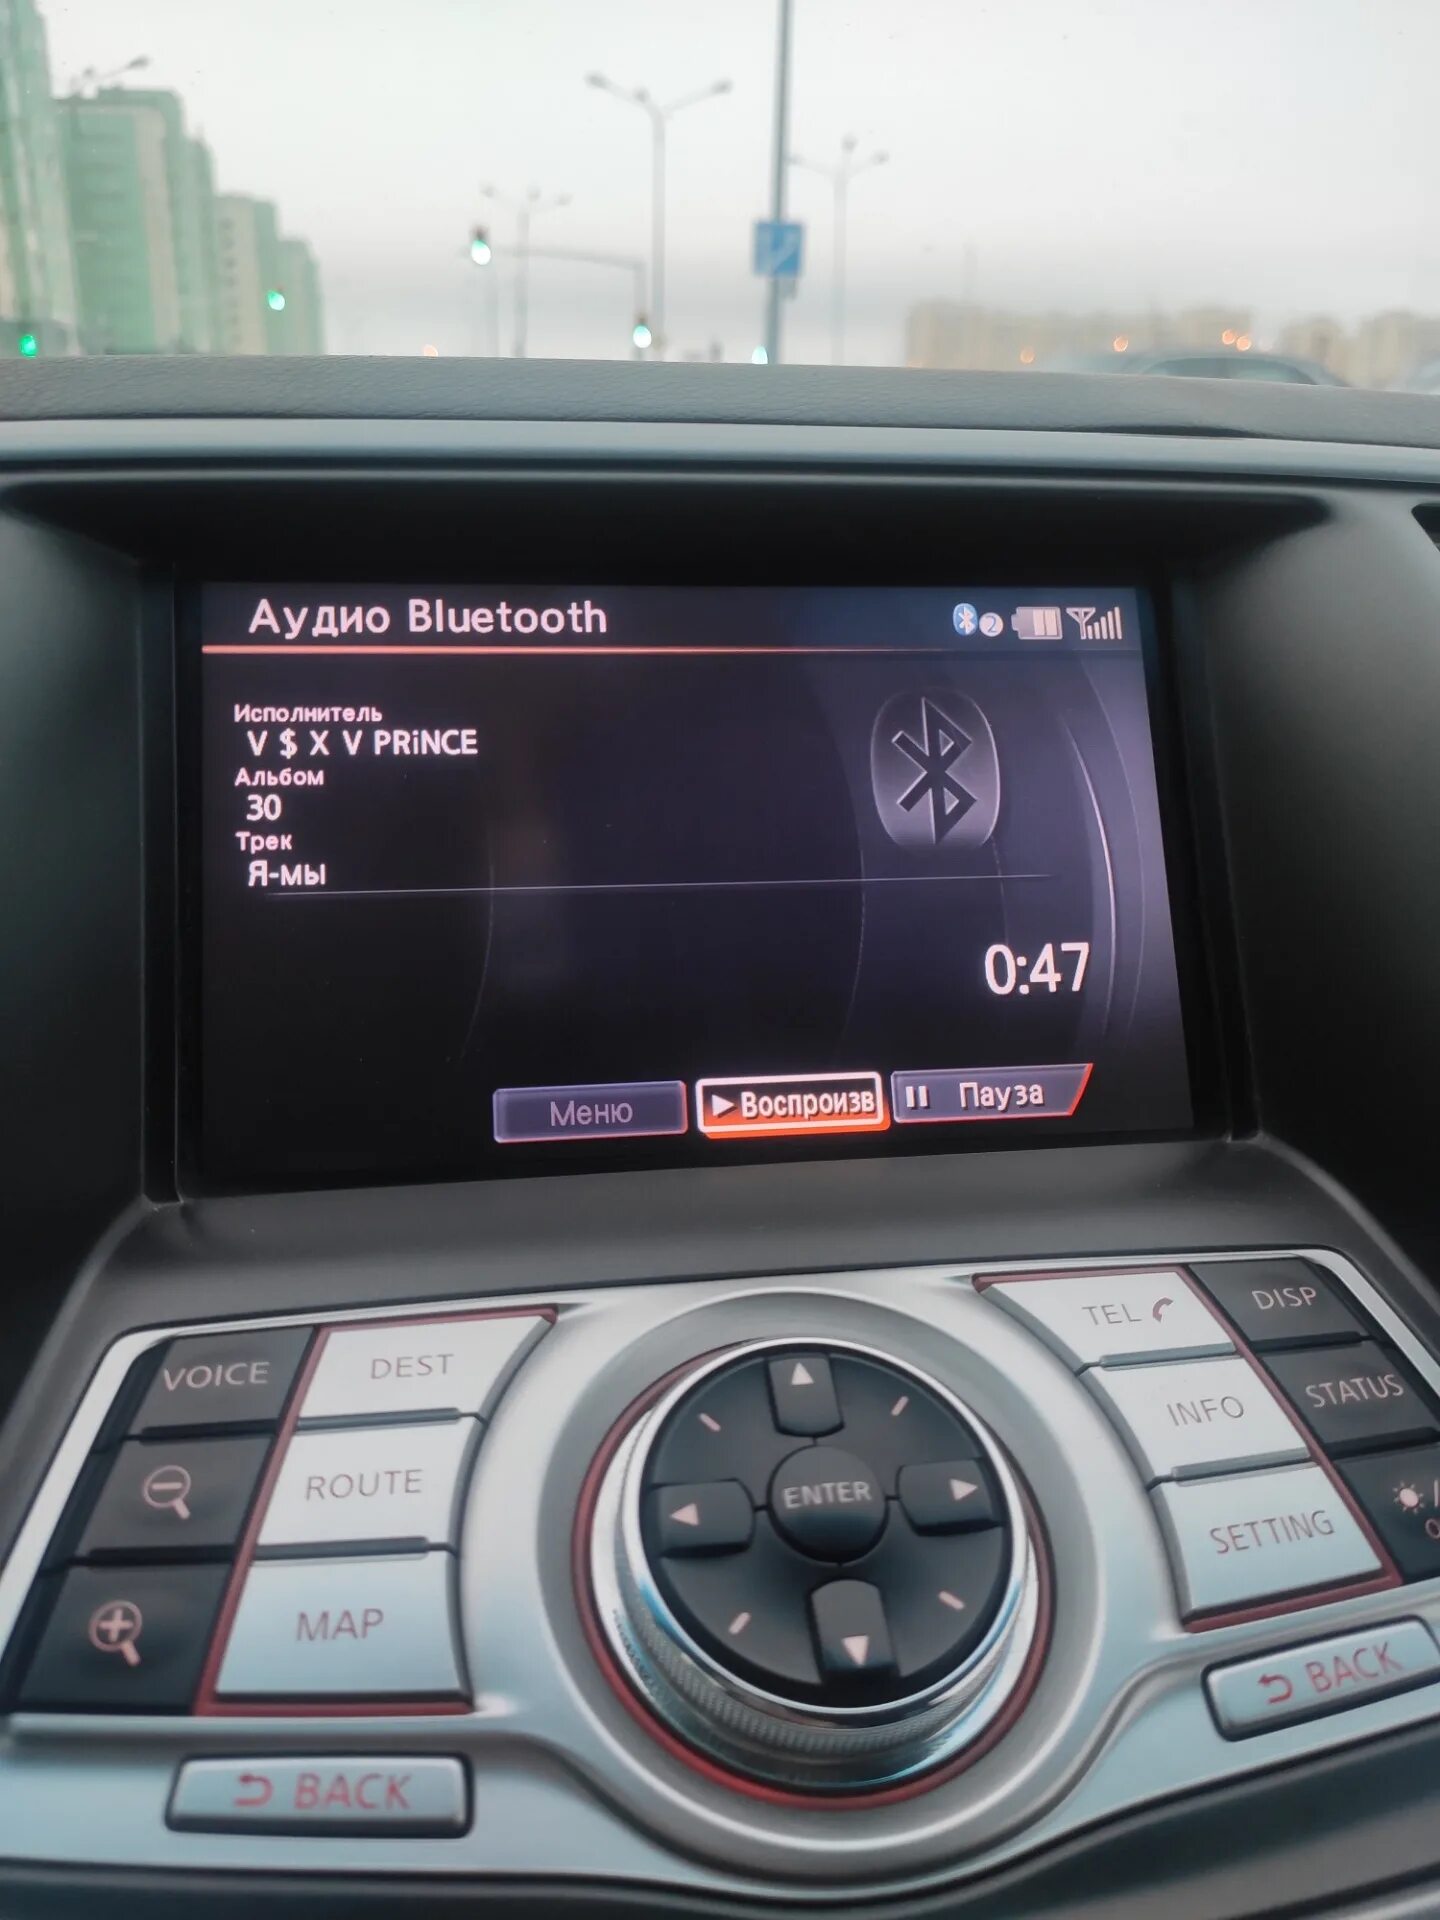 Аудио Bluetooth
2
Исполнитель
V $ X V PRiNCE
Альбом
30
Трек
Я-мы
0:47
Меню
Воспроизв
Пауза
VOICE
DEST
ROUTE
MAP
BACK
ENTER
TEL
DISP
INFO
STATUS
SETTING
BACK